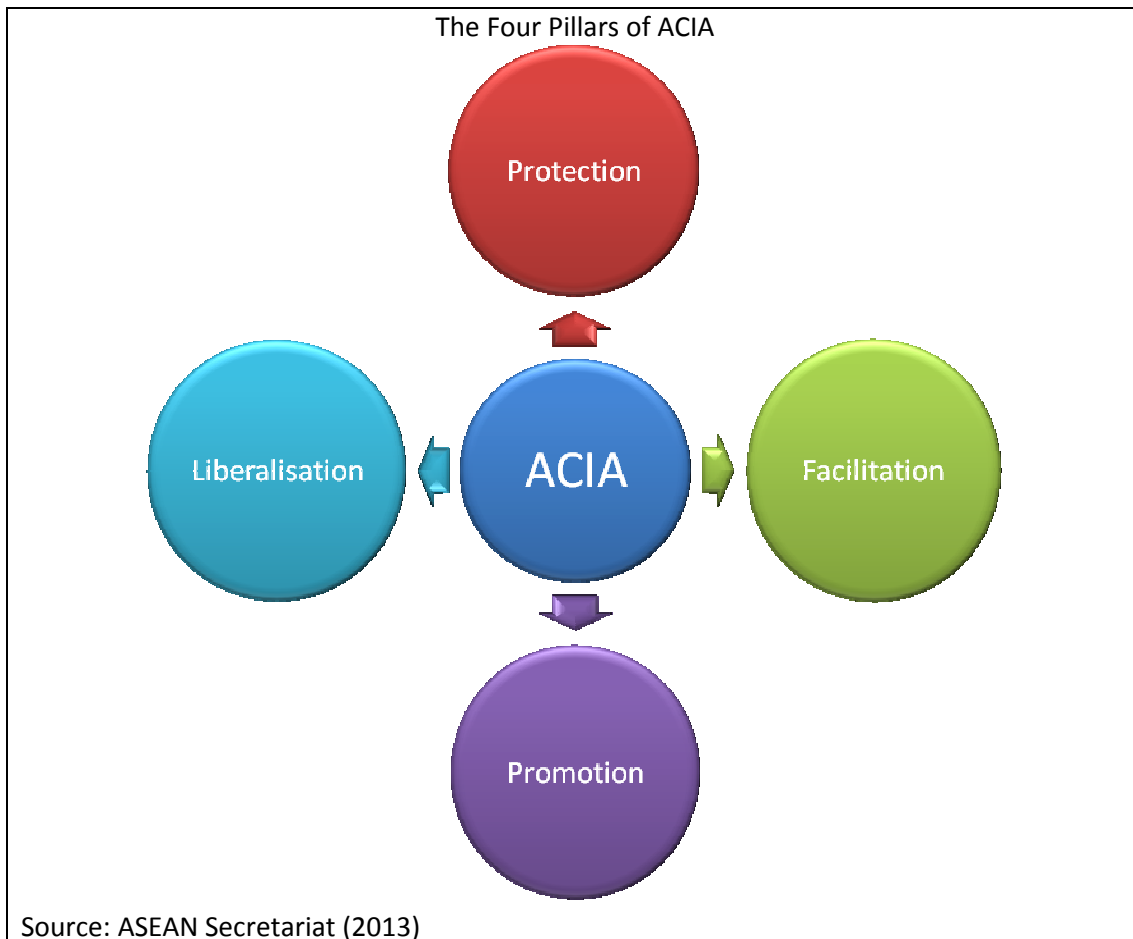 The Four Pillars of ACIA
Protection
Liberalisation
ACIA
Facilitation
Promotion
Source: ASEAN Secretariat (2013)